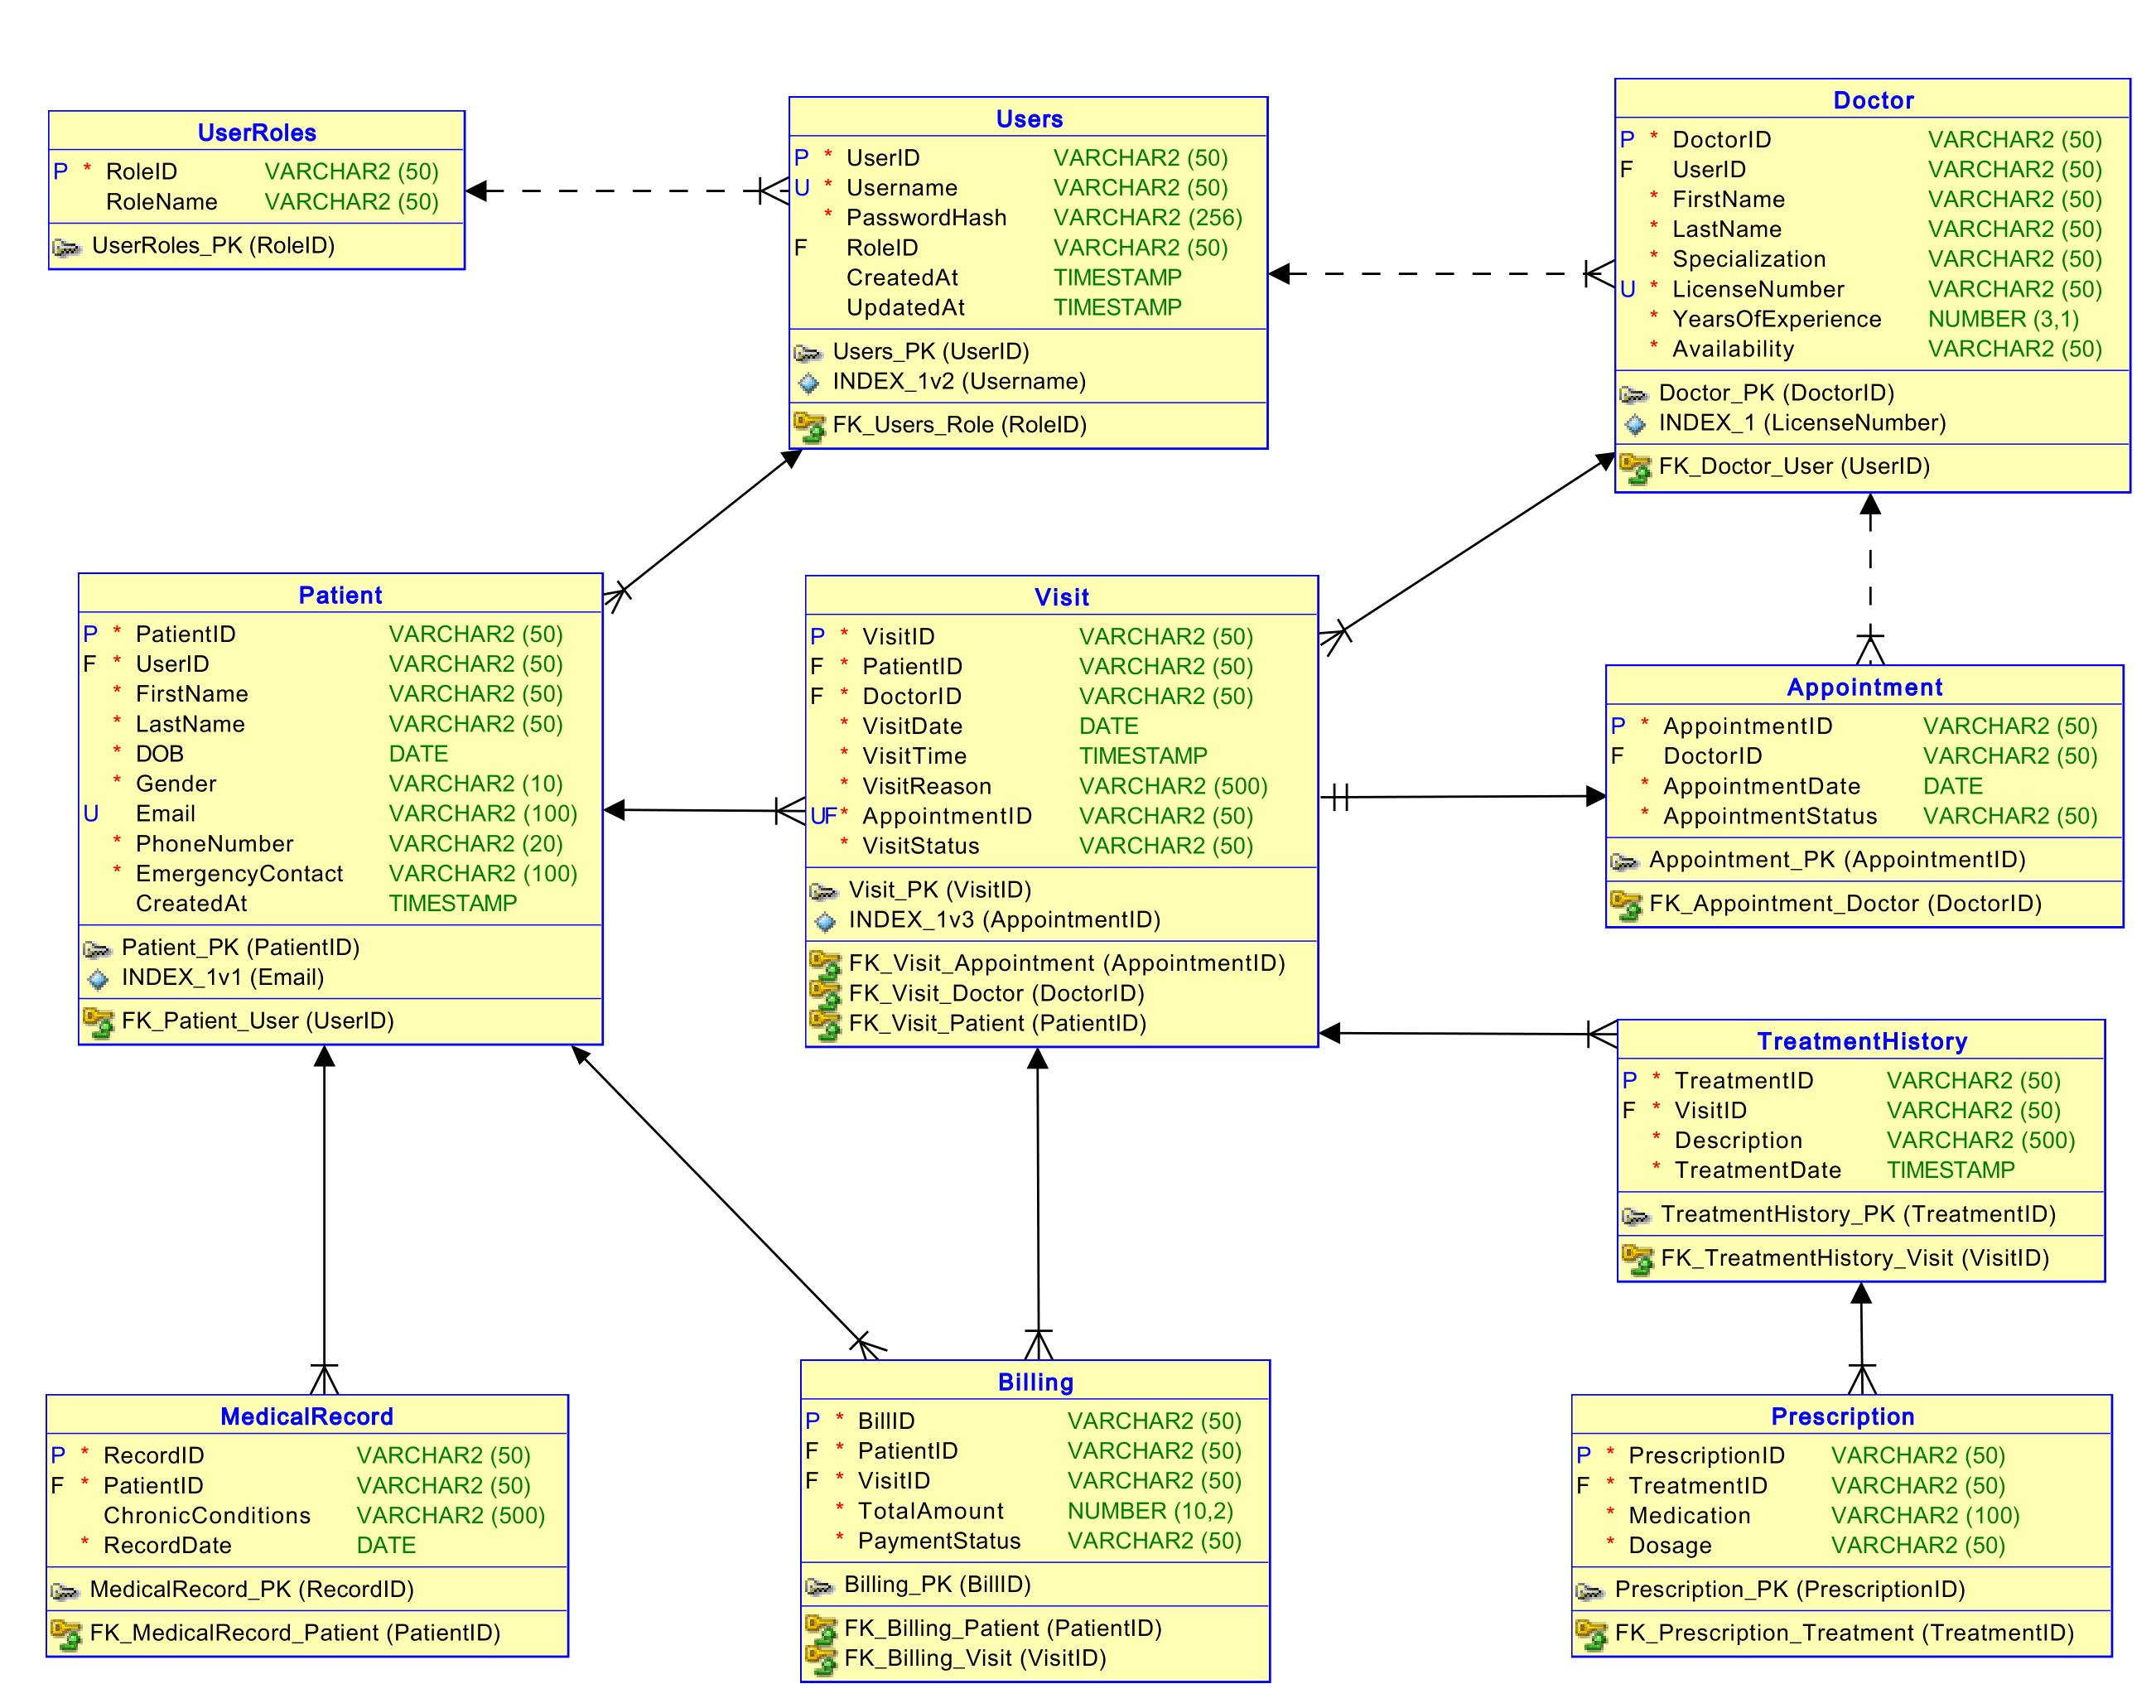 UserRoles
P * RoleID VARCHAR2 (50)
RoleName VARCHAR2 (50)
UserRoles_PK (RoleID)
Users
P * UserID VARCHAR2 (50)
U * Username VARCHAR2 (50)
* PasswordHash VARCHAR2 (256)
F RoleID VARCHAR2 (50)
CreatedAt TIMESTAMP
UpdatedAt TIMESTAMP
Users_PK (UserID)
INDEX_1v2 (Username)
FK_Users_Role (RoleID)
Doctor
P * DoctorID VARCHAR2 (50)
F UserID VARCHAR2 (50)
* FirstName VARCHAR2 (50)
* LastName VARCHAR2 (50)
* Specialization VARCHAR2 (50)
U * LicenseNumber VARCHAR2 (50)
* YearsOfExperience NUMBER (3,1)
* Availability VARCHAR2 (50)
Doctor_PK (DoctorID)
INDEX_1 (LicenseNumber)
FK_Doctor_User (UserID)
Patient
P * PatientID VARCHAR2 (50)
F * UserID VARCHAR2 (50)
* FirstName VARCHAR2 (50)
* LastName VARCHAR2 (50)
* DOB DATE
* Gender VARCHAR2 (10)
U Email VARCHAR2 (100)
* PhoneNumber VARCHAR2 (20)
* EmergencyContact VARCHAR2 (100)
CreatedAt TIMESTAMP
Patient_PK (PatientID)
INDEX_1v1 (Email)
FK_Patient_User (UserID)
Visit
P * VisitID VARCHAR2 (50)
F * PatientID VARCHAR2 (50)
F * DoctorID VARCHAR2 (50)
* VisitDate DATE
* VisitTime TIMESTAMP
* VisitReason VARCHAR2 (500)
UF* AppointmentID VARCHAR2 (50)
* VisitStatus VARCHAR2 (50)
Visit_PK (VisitID)
INDEX_1v3 (AppointmentID)
FK_Visit_Appointment (AppointmentID)
FK_Visit_Doctor (DoctorID)
FK_Visit_Patient (PatientID)
Appointment
P * AppointmentID VARCHAR2 (50)
F DoctorID VARCHAR2 (50)
* AppointmentDate DATE
* AppointmentStatus VARCHAR2 (50)
Appointment_PK (AppointmentID)
FK_Appointment_Doctor (DoctorID)
TreatmentHistory
P * TreatmentID VARCHAR2 (50)
F * VisitID VARCHAR2 (50)
* Description VARCHAR2 (500)
* TreatmentDate TIMESTAMP
TreatmentHistory_PK (TreatmentID)
FK_TreatmentHistory_Visit (VisitID)
MedicalRecord
P * RecordID VARCHAR2 (50)
F * PatientID VARCHAR2 (50)
ChronicConditions VARCHAR2 (500)
* RecordDate DATE
MedicalRecord_PK (RecordID)
FK_MedicalRecord_Patient (PatientID)
Billing
P * BillID VARCHAR2 (50)
F * PatientID VARCHAR2 (50)
F * VisitID VARCHAR2 (50)
* TotalAmount NUMBER (10,2)
* PaymentStatus VARCHAR2 (50)
Billing_PK (BillID)
FK_Billing_Patient (PatientID)
FK_Billing_Visit (VisitID)
Prescription
P * PrescriptionID VARCHAR2 (50)
F * TreatmentID VARCHAR2 (50)
* Medication VARCHAR2 (100)
* Dosage VARCHAR2 (50)
Prescription_PK (PrescriptionID)
FK_Prescription_Treatment (TreatmentID)